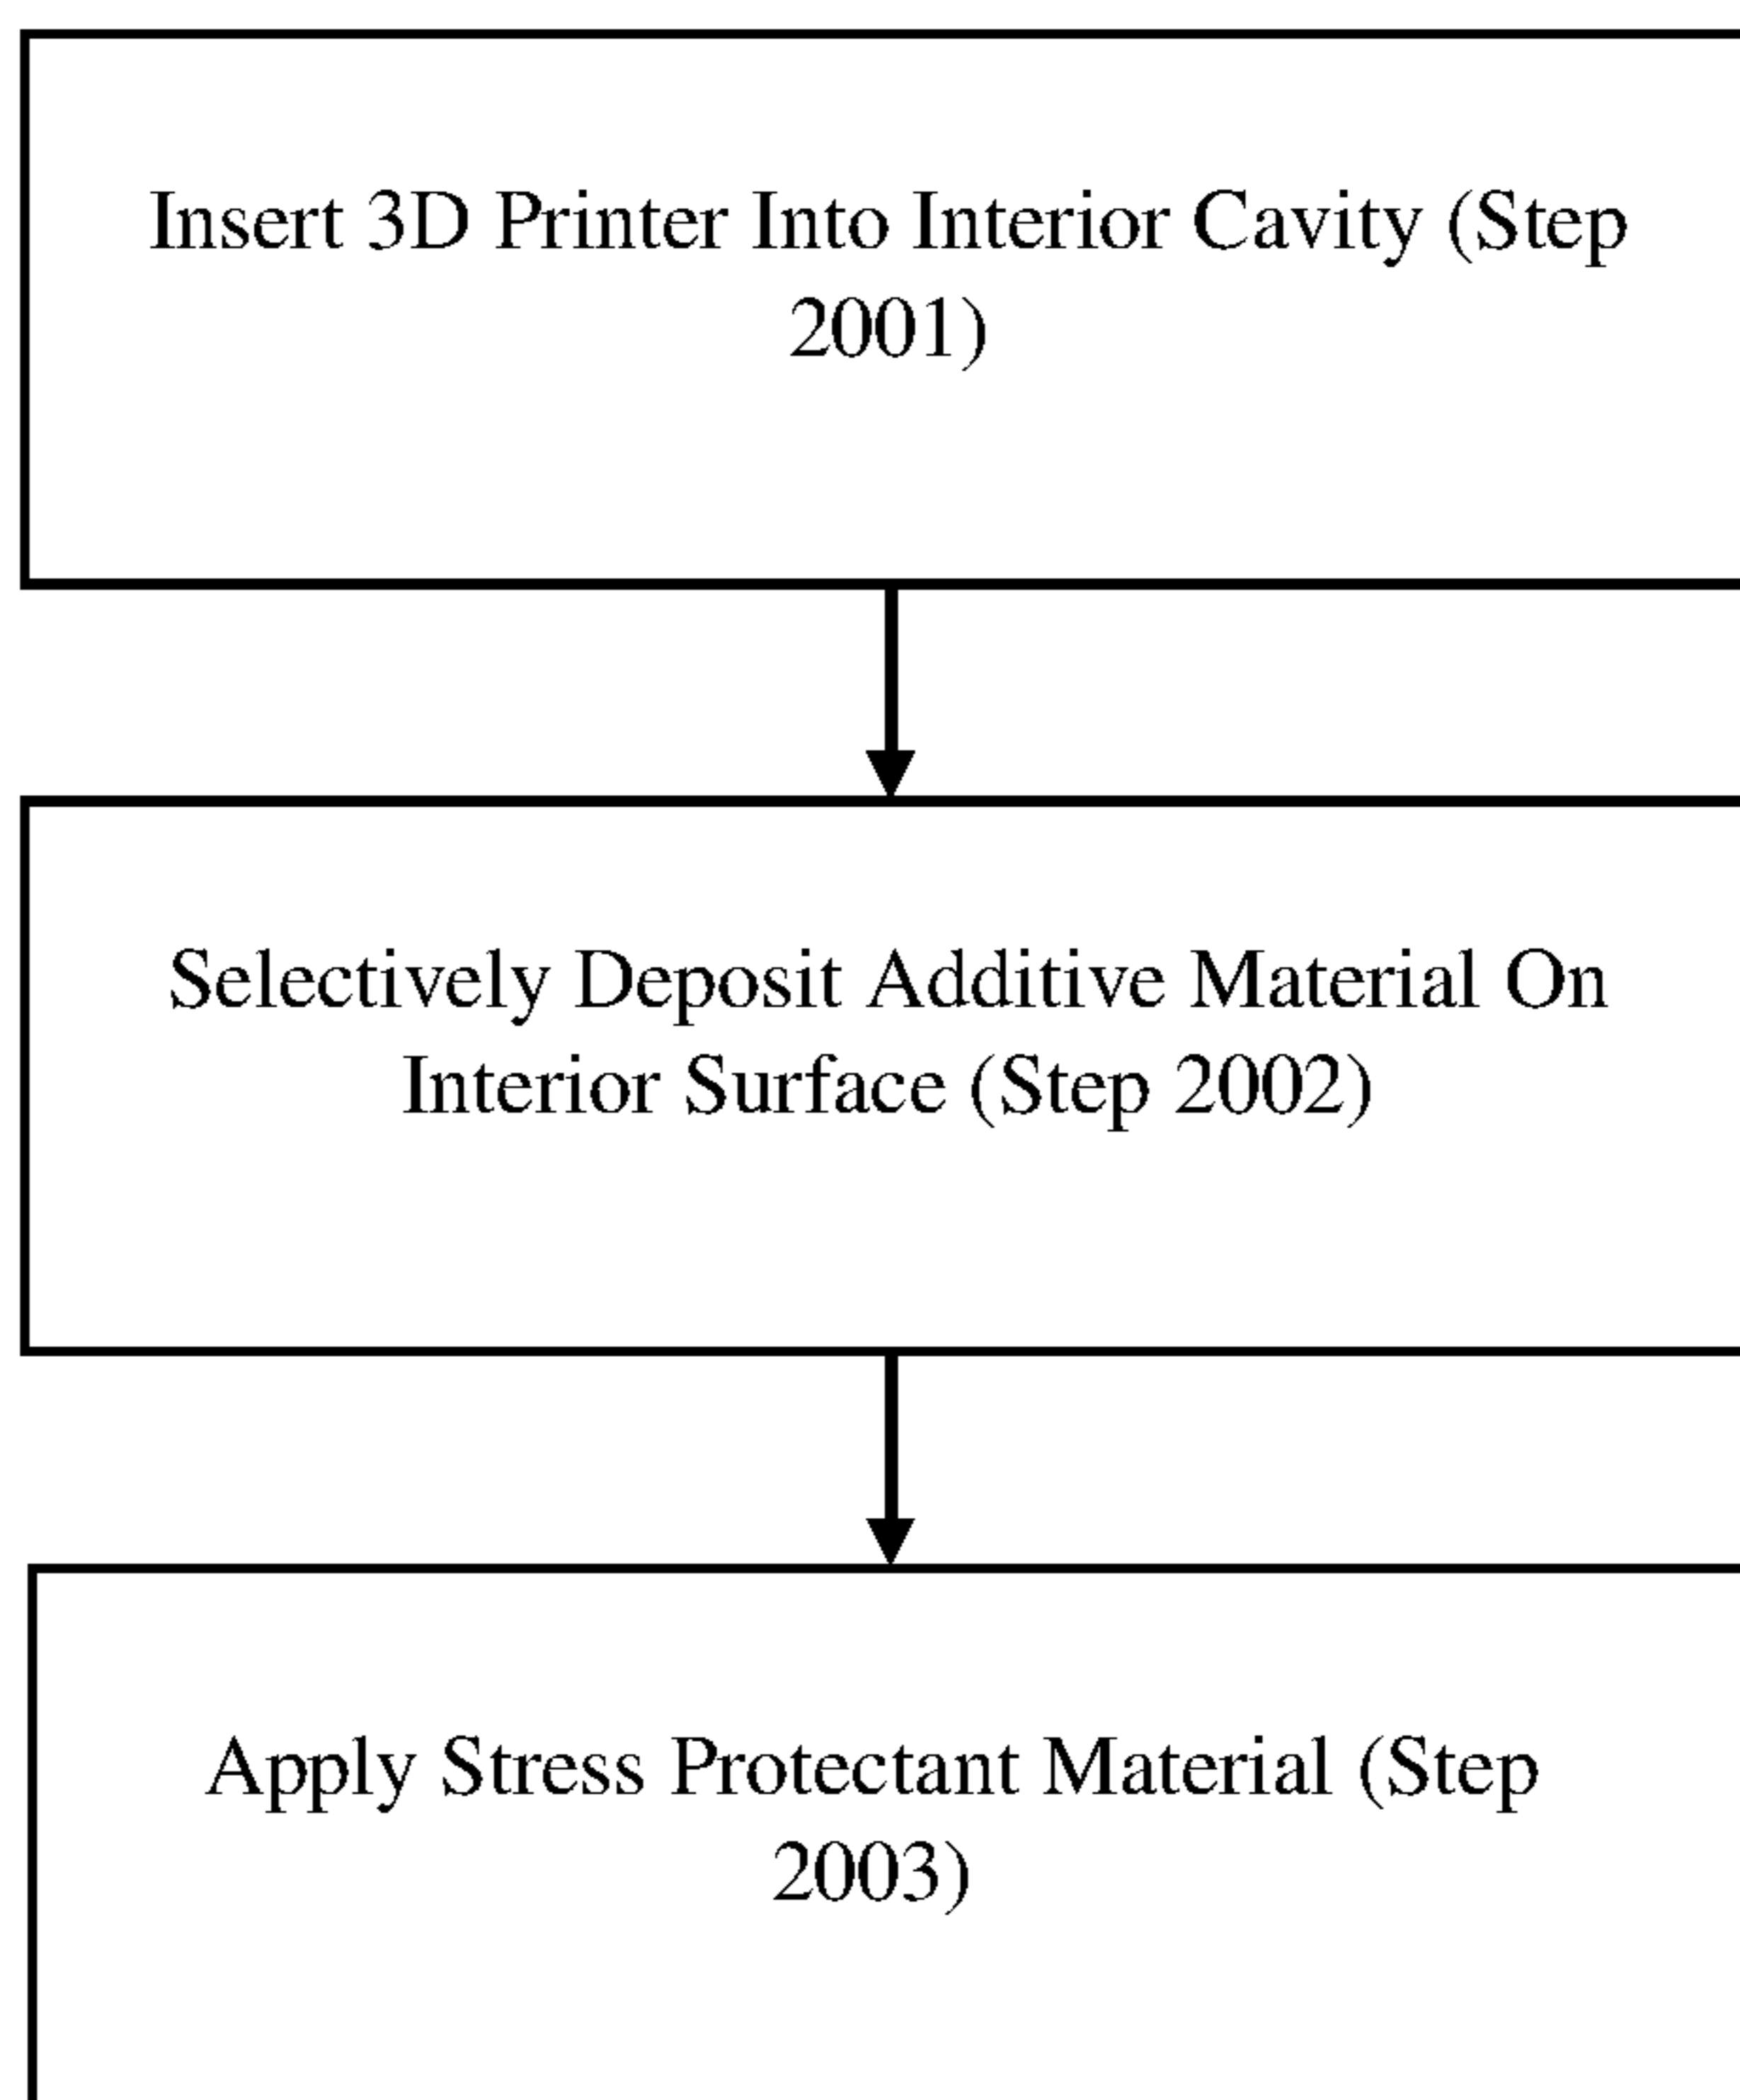 Insert 3D Printer Into Interior Cavity (Step
2001)
Selectively Deposit Additive Material On
Interior Surface (Step 2002)
Apply Stress Protectant Material (Step
2003)